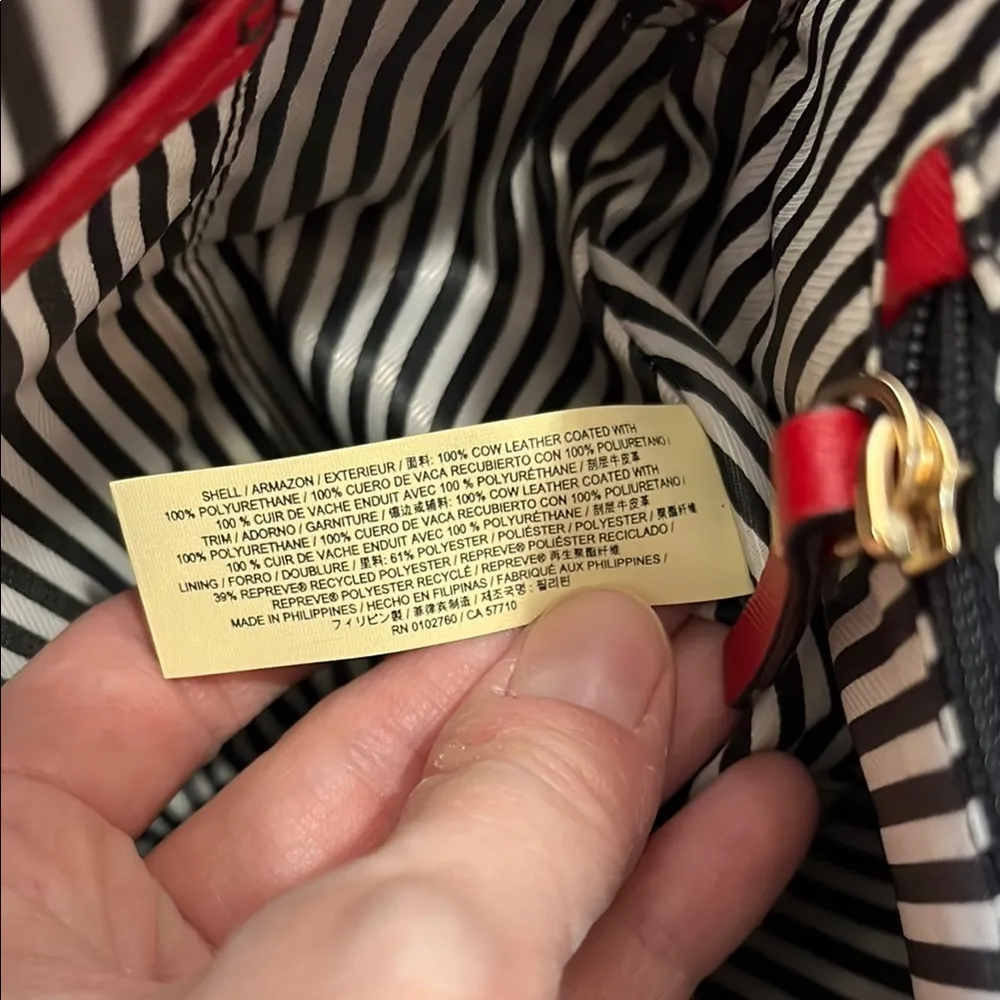 SHELL / ARMAZON / EXTERIEUR / 面料: 100% COW LEATHER COATED WITH
100% POLYURETHANE / 100% CUERO DE VACA RECUBIERTO CON 100% POLIURETANO /
100 % CUIR DE VACHE ENDUIT AVEC 100 % POLYURÉTHANE / 剖层牛皮革
TRIM / ADORNO / GARNITURE / 镶边或辅料: 100% COW LEATHER COATED WITH
100% POLYURETHANE / 100% CUERO DE VACA RECUBIERTO CON 100% POLIURETANO /
100 % CUIR DE VACHE ENDUIT AVEC 100 % POLYURÉTHANE / 剖层牛皮革
LINING / FORRO / DOUBLURE / 里料: 61% POLYESTER / POLIÉSTER / POLYESTER / 聚酯纤维
39% REPREVE® RECYCLED POLYESTER / REPREVE® POLIÉSTER RECICLADO /
REPREVE® POLYESTER RECYCLÉ / REPREVE® 再生聚酯纤维
MADE IN PHILIPPINES / HECHO EN FILIPINAS / FABRIQUÉ AUX PHILIPPINES /
フィリピン製 / 菲律宾制造 / 제조국명 : 필리핀
RN 0102760 / CA 57710